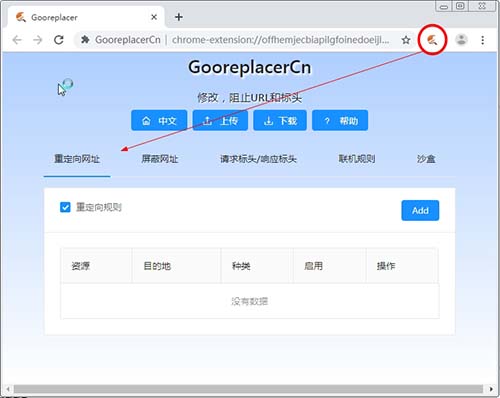 Gooreplacer
GooreplacerCn | chrome-extension://offhemjecbiapilgfoinedoeijl...
GooreplacerCn
修改，阻止URL和标头
中文 上传 下载 ? 帮助
重定向网址 屏蔽网址 请求标头/响应标头 联机规则 沙盒
重定向规则 Add
资源 目的地 种类 启用 操作
没有数据